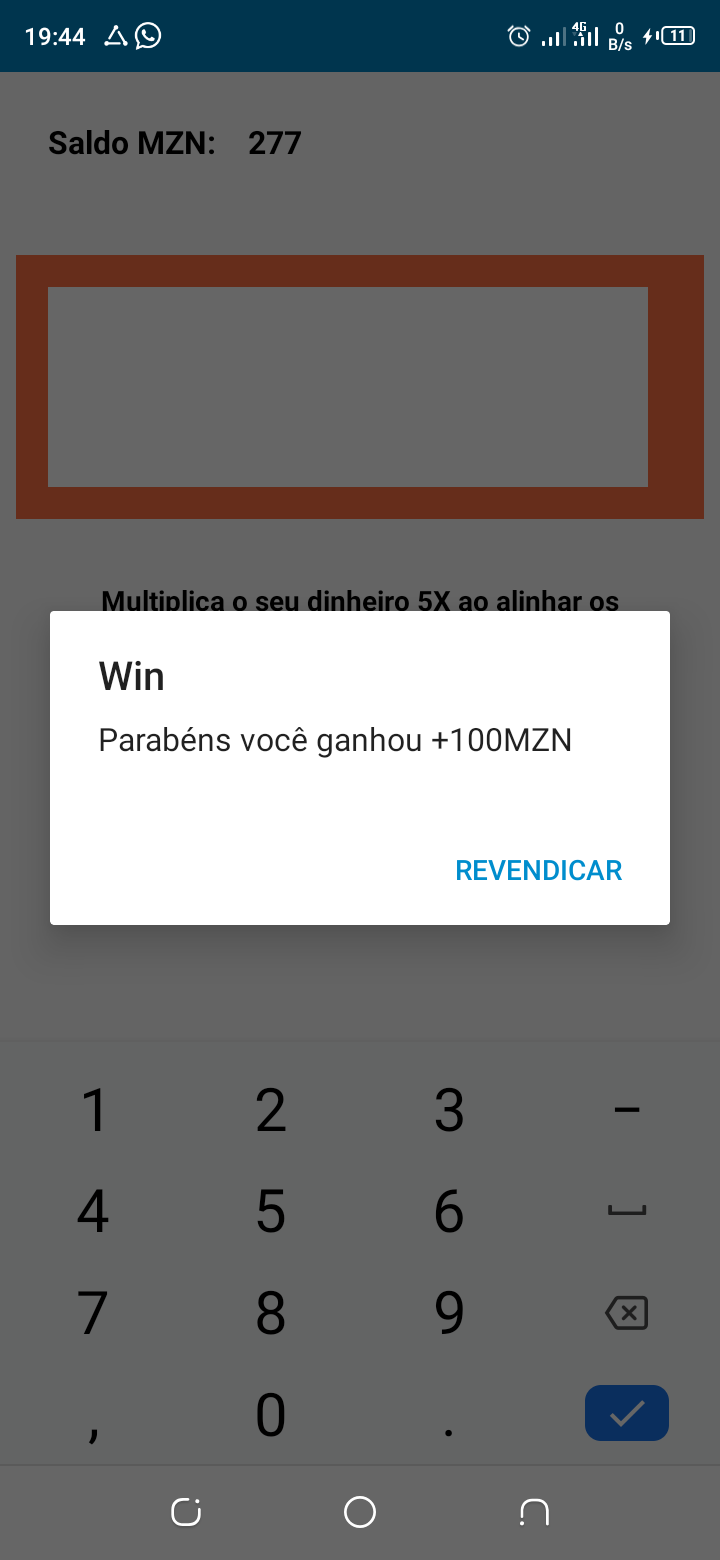 19:44 4G 0 B/s 11
Saldo MZN: 277
Multiplica o seu dinheiro 5X ao alinhar os
Win
Parabéns você ganhou +100MZN
REVENDICAR
1 2 3 –
4 5 6
7 8 9
, 0 .